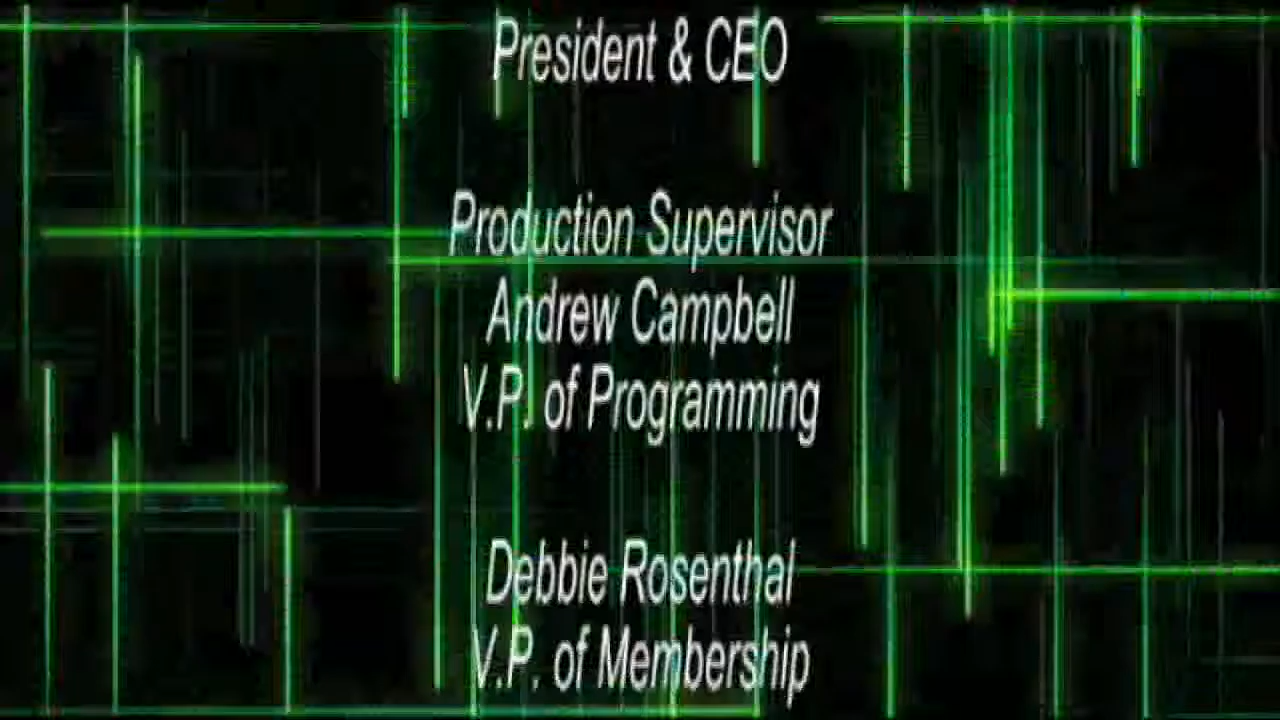 President & CEO
Production Supervisor
Andrew Campbell
V.P. of Programming
Debbie Rosenthal
V.P. of Membership